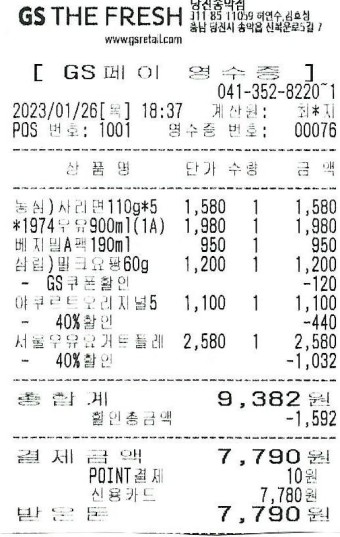 GS THE FRESH
당진송악점
311 85 11059 허연수,김호성
충남 당진시 송악읍 신복운로5길 7
www.gsretail.com
[ GS페이 영수증 ]
041-352-8220~1
2023/01/26[목] 18:37 계산원: 최*지
POS 번호: 1001 영수증 번호: 00076
상 품 명 단가 수량 금 액
농심)사리면110g*5 1,580 1 1,580
*1974우유900ml(1A) 1,980 1 1,980
베지밀A팩190ml 950 1 950
삼립)밀크요팡60g 1,200 1 1,200
- GS쿠폰할인 -120
야쿠르트오리지널5 1,100 1 1,100
- 40%할인 -440
서울우유요거트플레 2,580 1 2,580
- 40%할인 -1,032
총 합 계 9,382 원
할인총금액 -1,592
결 제 금 액 7,790 원
POINT결제 10원
신용카드 7,780원
받 은 돈 7,790 원